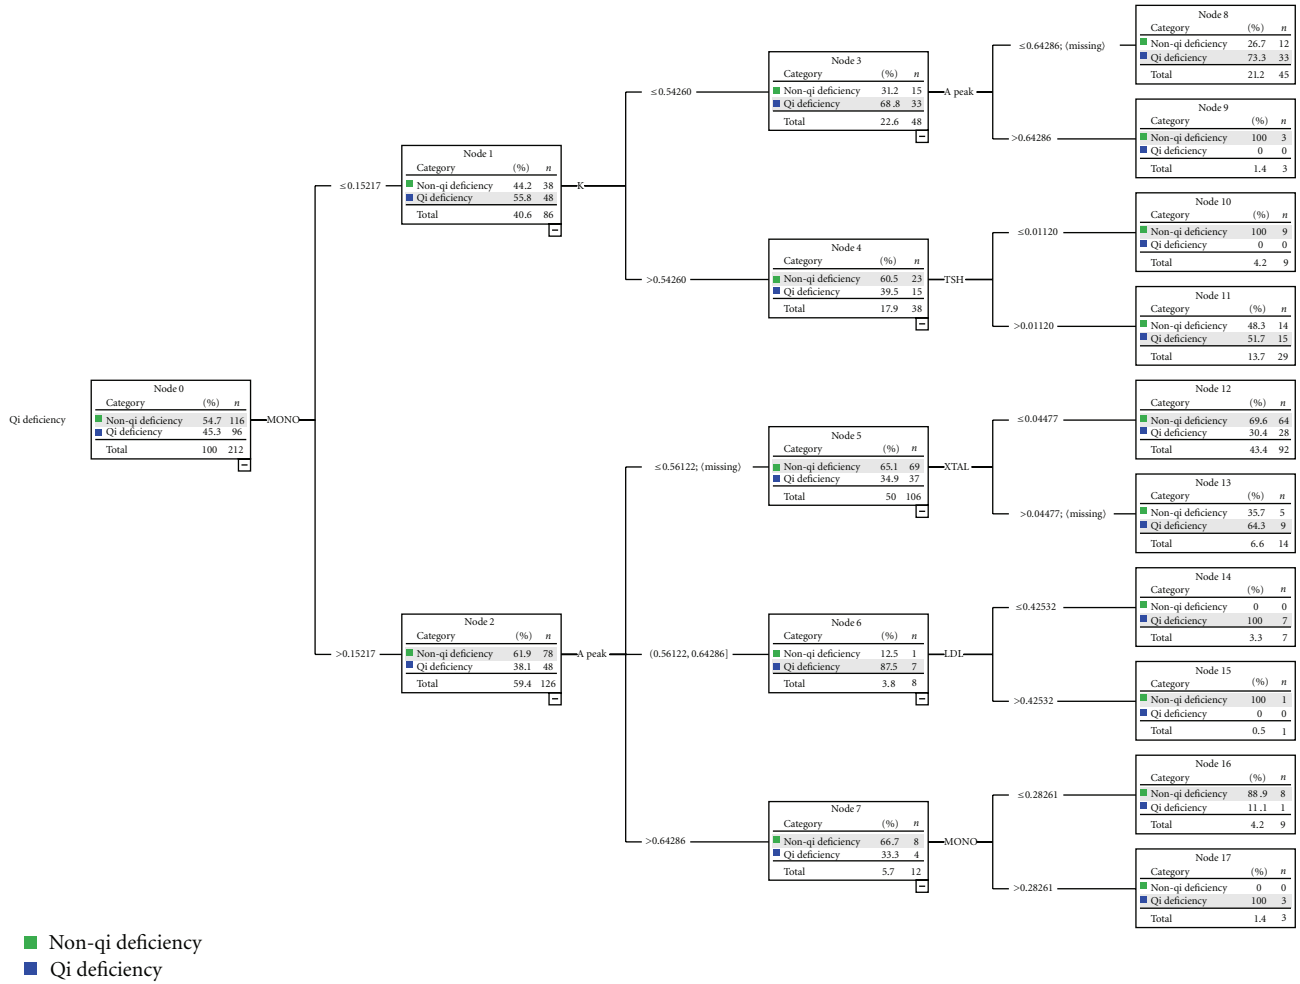 Qi deficiency
Node 0
Category (%) n
Non-qi deficiency 54.7 116
Qi deficiency 45.3 96
Total 100 212
MONO
≤0.15217
Node 1
Category (%) n
Non-qi deficiency 44.2 38
Qi deficiency 55.8 48
Total 40.6 86
K
>0.15217
Node 2
Category (%) n
Non-qi deficiency 61.9 78
Qi deficiency 38.1 48
Total 59.4 126
A peak
≤0.54260
Node 3
Category (%) n
Non-qi deficiency 31.2 15
Qi deficiency 68.8 33
Total 22.6 48
A peak
>0.54260
Node 4
Category (%) n
Non-qi deficiency 60.5 23
Qi deficiency 39.5 15
Total 17.9 38
TSH
≤0.56122; ⟨missing⟩
Node 5
Category (%) n
Non-qi deficiency 65.1 69
Qi deficiency 34.9 37
Total 50 106
XTAL
(0.56122, 0.64286]
Node 6
Category (%) n
Non-qi deficiency 12.5 1
Qi deficiency 87.5 7
Total 3.8 8
LDL
>0.64286
Node 7
Category (%) n
Non-qi deficiency 66.7 8
Qi deficiency 33.3 4
Total 5.7 12
MONO
≤0.64286; ⟨missing⟩
Node 8
Category (%) n
Non-qi deficiency 26.7 12
Qi deficiency 73.3 33
Total 21.2 45
>0.64286
Node 9
Category (%) n
Non-qi deficiency 100 3
Qi deficiency 0 0
Total 1.4 3
≤0.01120
Node 10
Category (%) n
Non-qi deficiency 100 9
Qi deficiency 0 0
Total 4.2 9
>0.01120
Node 11
Category (%) n
Non-qi deficiency 48.3 14
Qi deficiency 51.7 15
Total 13.7 29
≤0.04477
Node 12
Category (%) n
Non-qi deficiency 69.6 64
Qi deficiency 30.4 28
Total 43.4 92
>0.04477; ⟨missing⟩
Node 13
Category (%) n
Non-qi deficiency 35.7 5
Qi deficiency 64.3 9
Total 6.6 14
≤0.42532
Node 14
Category (%) n
Non-qi deficiency 0 0
Qi deficiency 100 7
Total 3.3 7
>0.42532
Node 15
Category (%) n
Non-qi deficiency 100 1
Qi deficiency 0 0
Total 0.5 1
≤0.28261
Node 16
Category (%) n
Non-qi deficiency 88.9 8
Qi deficiency 11.1 1
Total 4.2 9
>0.28261
Node 17
Category (%) n
Non-qi deficiency 0 0
Qi deficiency 100 3
Total 1.4 3
Non-qi deficiency
Qi deficiency